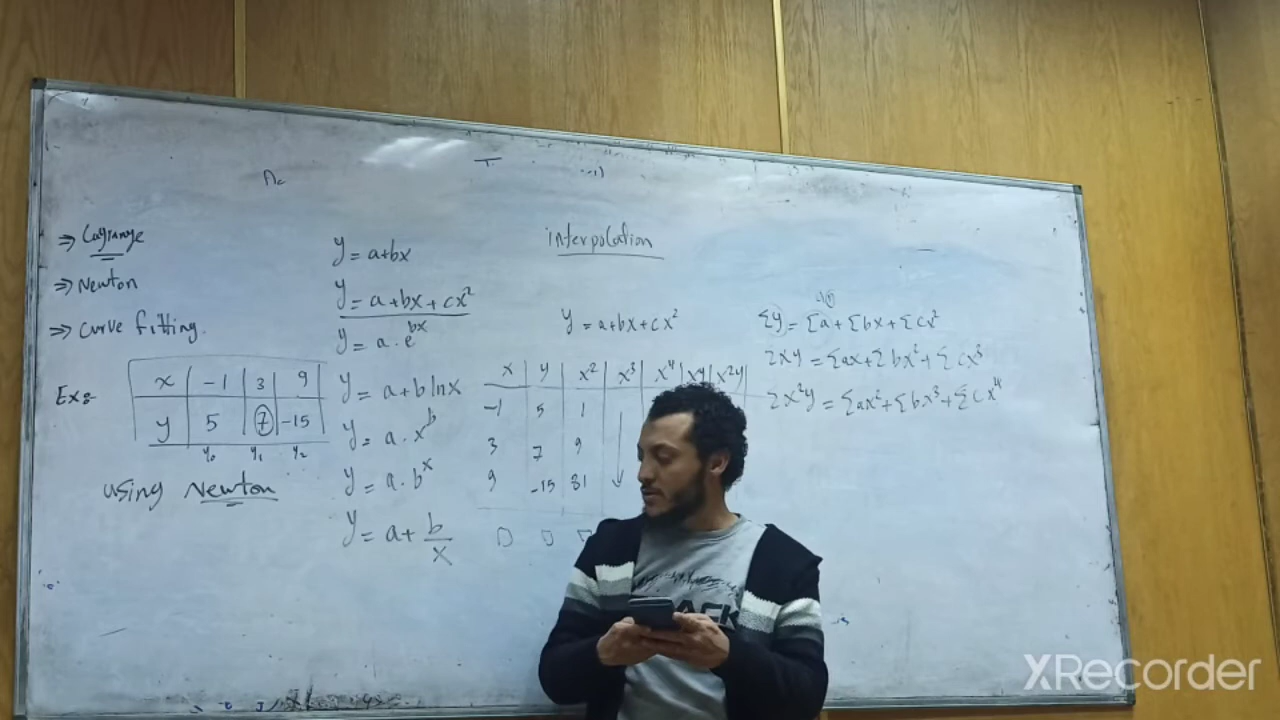 ⇒ Lagrange
⇒ Newton
⇒ Curve fitting.
Ex:-
x | -1 | 3 | 9
y | 5 | 7 | -15
y₀ y₁ y₂
using Newton
y = a+bx
y = a+bx+cx²
y = a.e^bx
y = a+b lnx
y = a.x^b
y = a.b^x
y = a+ b/x
interpolation
y = a+bx+cx²
x | y | x² | x³ | x⁴ | xy | x²y
-1 5 1
3 7 9
9 -15 81
Σy = Σa+Σbx+Σcx²
Σxy = Σax+Σbx²+Σcx³
Σx²y = Σax²+Σbx³+Σcx⁴
ACK
XRecorder